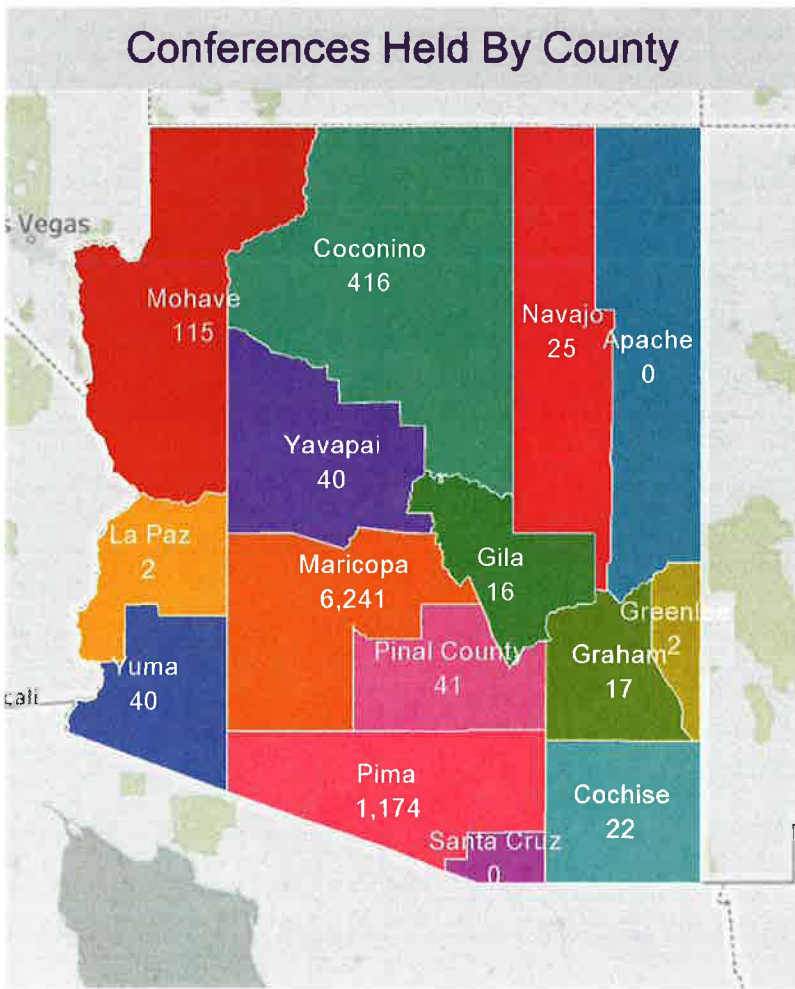 Conferences Held By County
s Vegas
Coconino
416
Mohave
115
Navajo
25
Apache
0
Yavapai
40
La Paz
2
Maricopa
6,241
Gila
16
Greenlee
2
Pinal County
41
Graham
17
Yuma
40
cali
Pima
1,174
Cochise
22
Santa Cruz
0